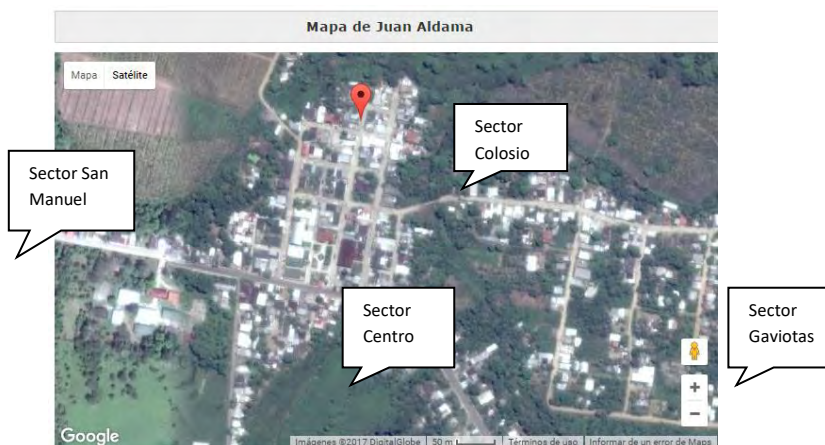 Mapa de Juan Aldama
Mapa Satélite
Sector
Colosio
Sector San
Manuel
Sector
Centro
Sector
Gaviotas
+
−
Google
Imágenes ©2017 DigitalGlobe 50 m Términos de uso Informar de un error de Maps